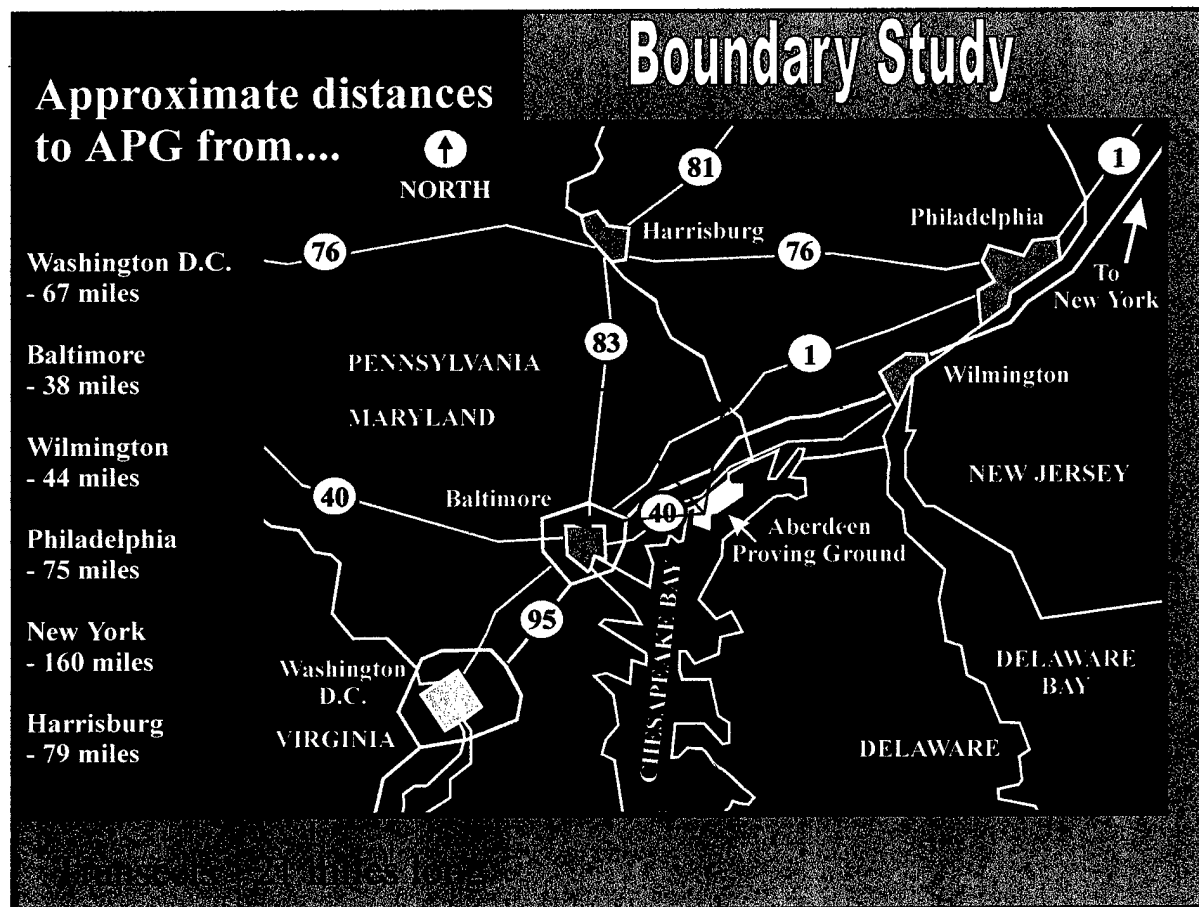 Boundary Study
Approximate distances
to APG from....
NORTH
Washington D.C.
- 67 miles
Baltimore
- 38 miles
Wilmington
- 44 miles
Philadelphia
- 75 miles
New York
- 160 miles
Harrisburg
- 79 miles
81
1
Harrisburg
Philadelphia
76
76
To
New York
83
1
PENNSYLVANIA
Wilmington
MARYLAND
NEW JERSEY
Baltimore
40
40
Aberdeen
Proving Ground
95
CHESAPEAKE BAY
Washington
D.C.
DELAWARE
BAY
VIRGINIA
DELAWARE
miles long